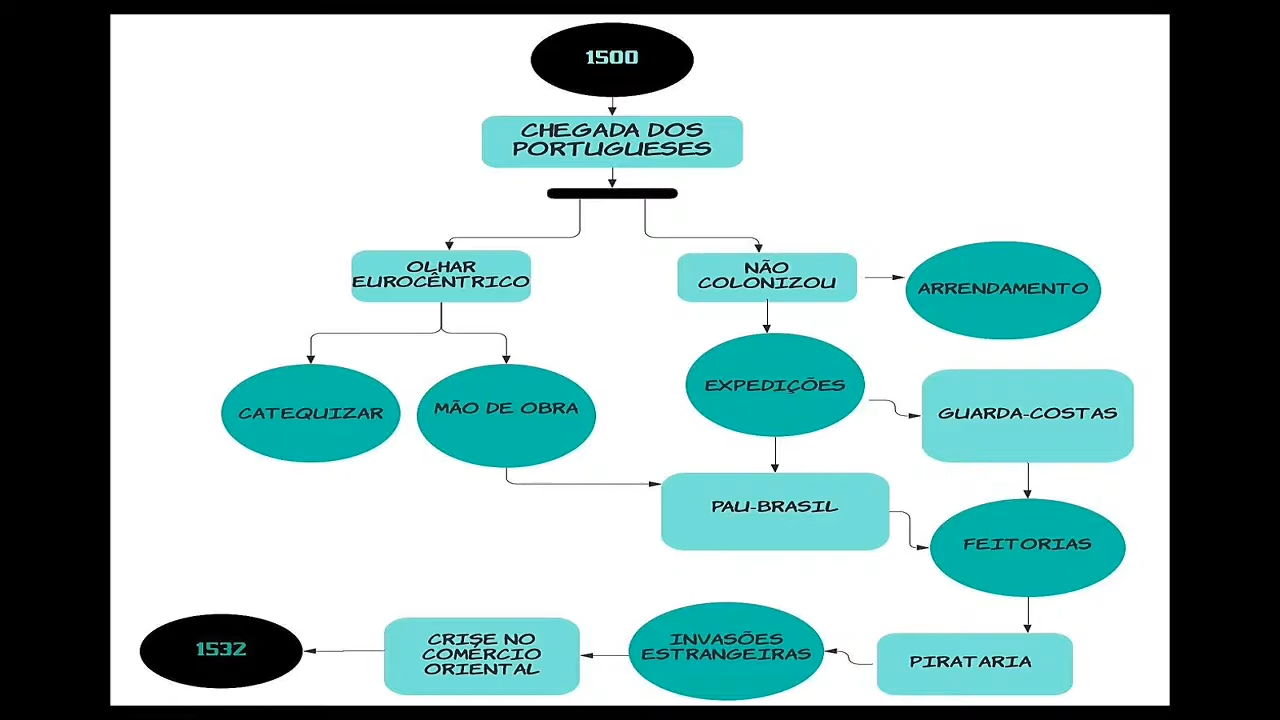 1500
CHEGADA DOS
PORTUGUESES
OLHAR
EUROCÊNTRICO
NÃO
COLONIZOU
ARRENDAMENTO
CATEQUIZAR
MÃO DE OBRA
EXPEDIÇÕES
GUARDA-COSTAS
PAU-BRASIL
FEITORIAS
1532
CRISE NO
COMÉRCIO
ORIENTAL
INVASÕES
ESTRANGEIRAS
PIRATARIA